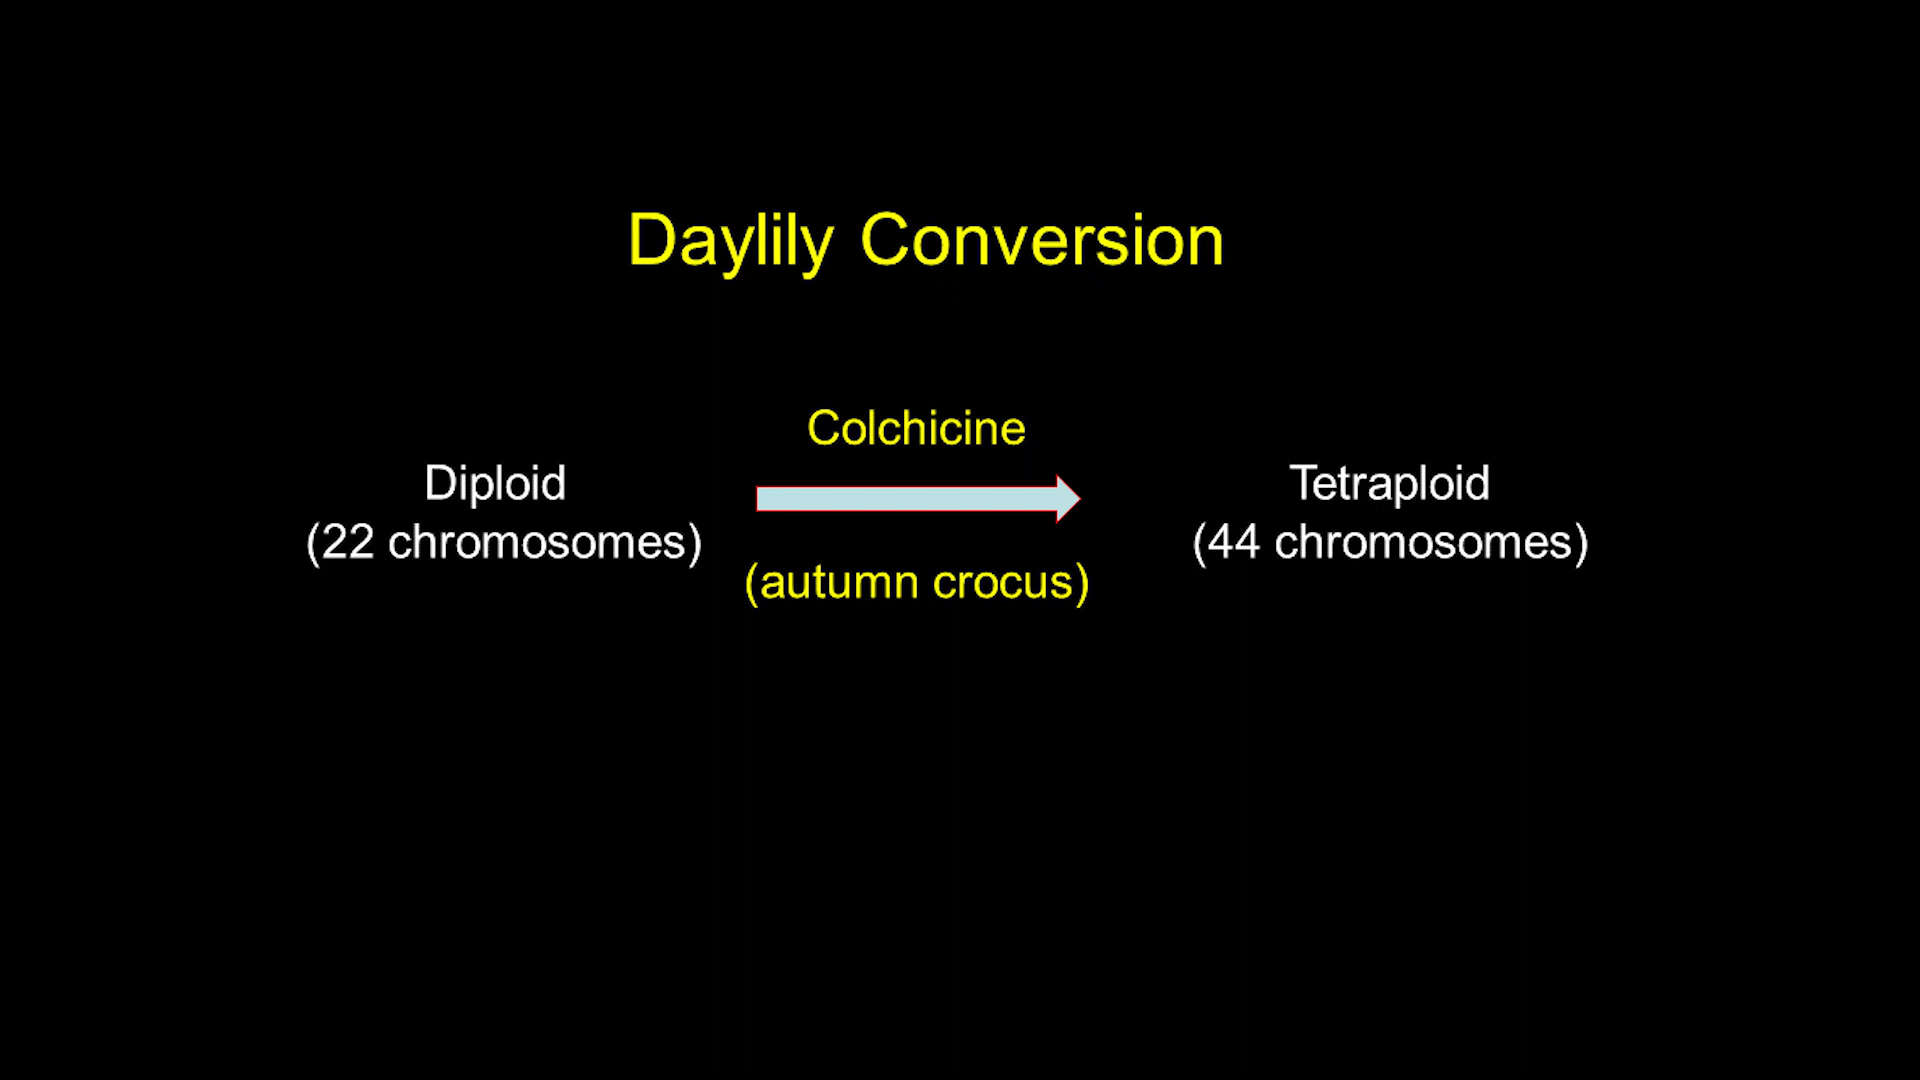 Daylily Conversion
Colchicine
Diploid
(22 chromosomes)
Tetraploid
(44 chromosomes)
(autumn crocus)